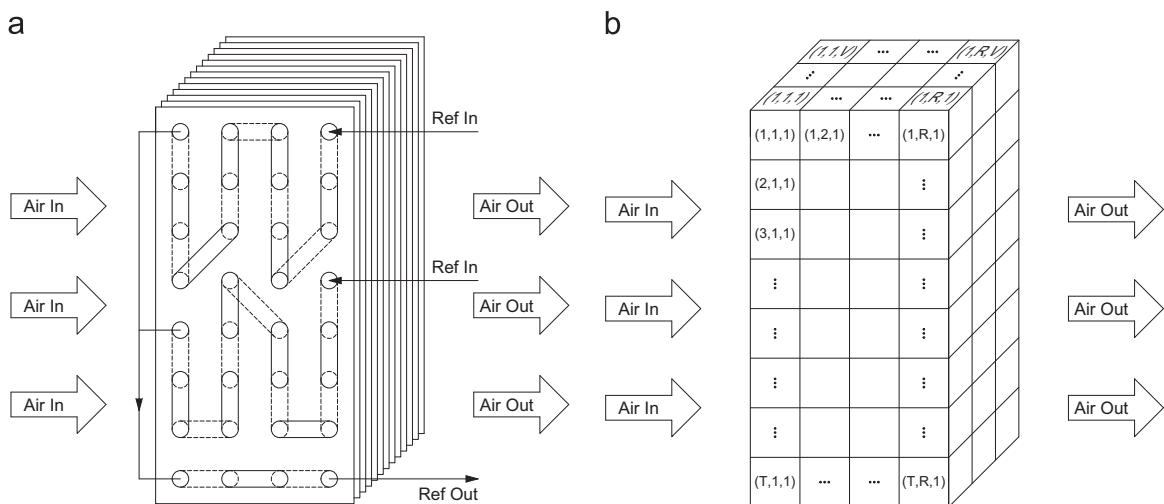 a
Ref In
Air In
Air Out
Ref In
Air In
Air Out
Air In
Air Out
Ref Out
b
(1,1,V) ... ... (1,R,V)
... ...
(1,1,1) ... ... (1,R,1)
(1,1,1) (1,2,1) ... (1,R,1)
(2,1,1) ...
Air In
Air Out
(3,1,1) ...
... ...
Air In
Air Out
... ...
... ...
Air In
Air Out
... ...
(T,1,1) ... ... (T,R,1)